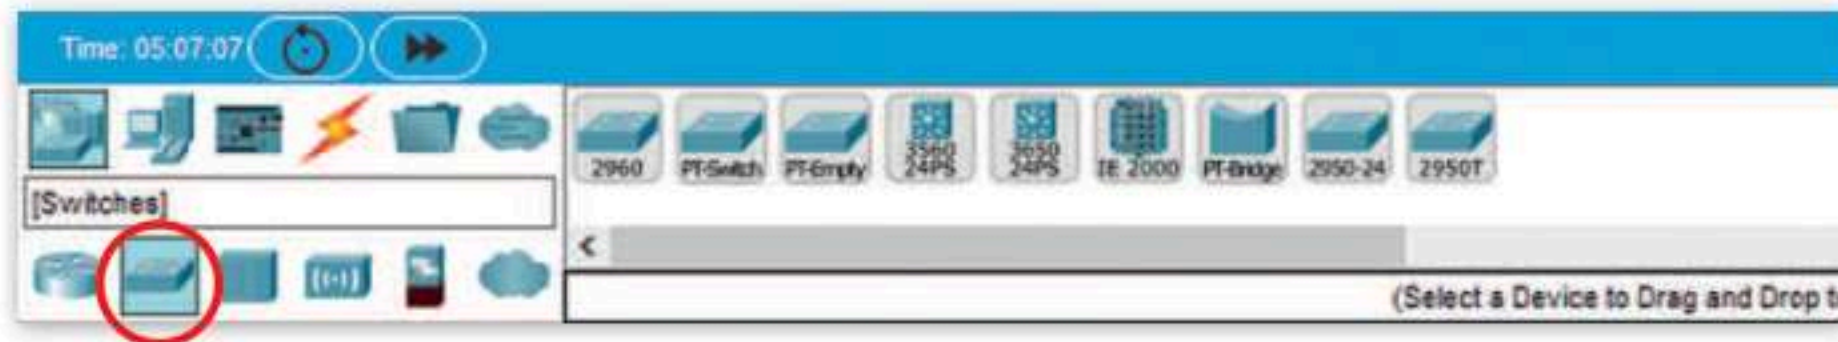 Time: 05:07:07
2960 PT-Switch PT-Empty 3560 24PS 3650 24PS IE 2000 PT-Bridge 2950-24 2950T
[Switches]
<
(Select a Device to Drag and Drop t